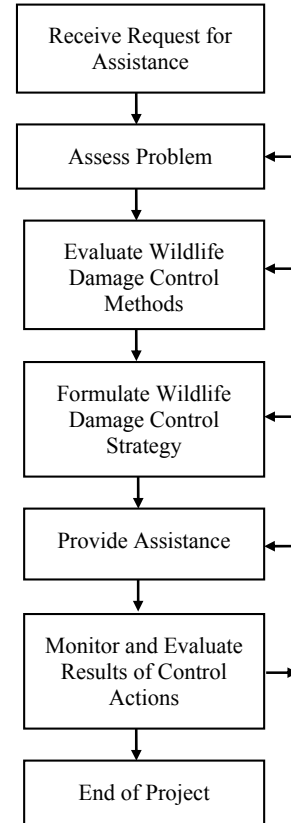 Receive Request for
Assistance
Assess Problem
Evaluate Wildlife
Damage Control
Methods
Formulate Wildlife
Damage Control
Strategy
Provide Assistance
Monitor and Evaluate
Results of Control
Actions
End of Project